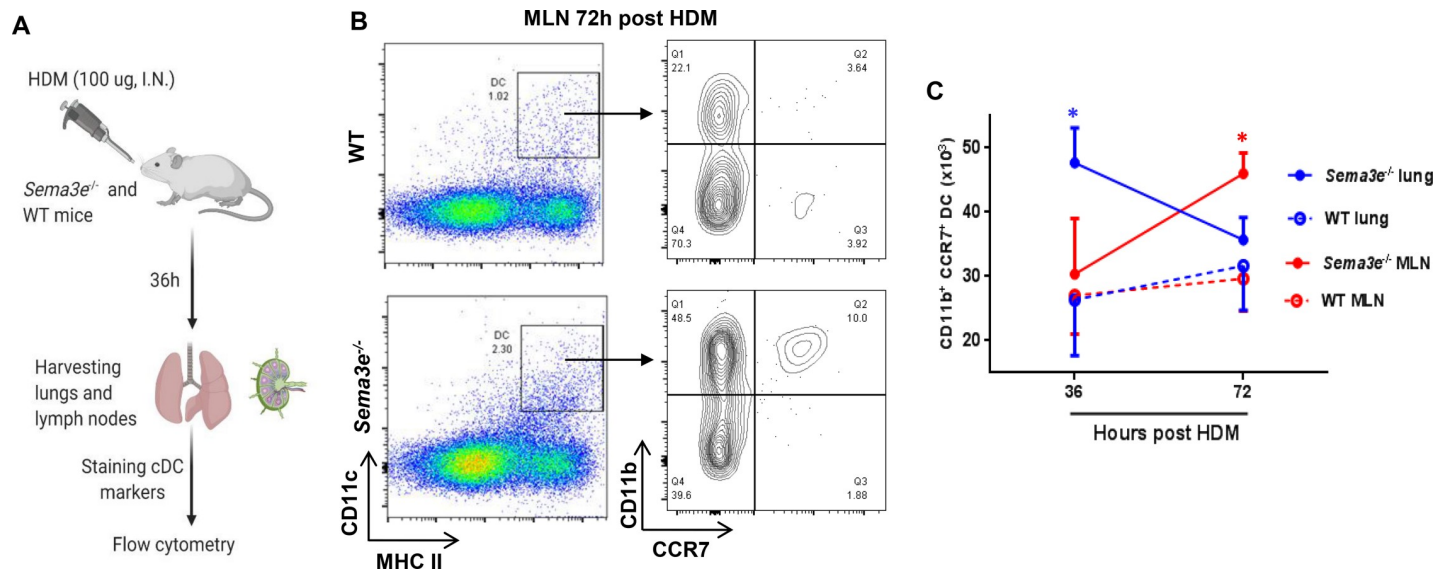 A
HDM (100 ug, I.N.)
Sema3e-/- and
WT mice
36h
Harvesting
lungs and
lymph nodes
Staining cDC
markers
Flow cytometry
B
MLN 72h post HDM
WT
DC
1.02
Q1
22.1
Q2
3.64
Q4
70.3
Q3
3.92
Sema3e-/-
DC
2.30
Q1
48.5
Q2
10.0
Q4
39.6
Q3
1.88
CD11c
MHC II
CD11b
CCR7
C
CD11b+ CCR7+ DC (x10³)
50
40
30
20
*
*
36
72
Hours post HDM
Sema3e-/- lung
WT lung
Sema3e-/- MLN
WT MLN